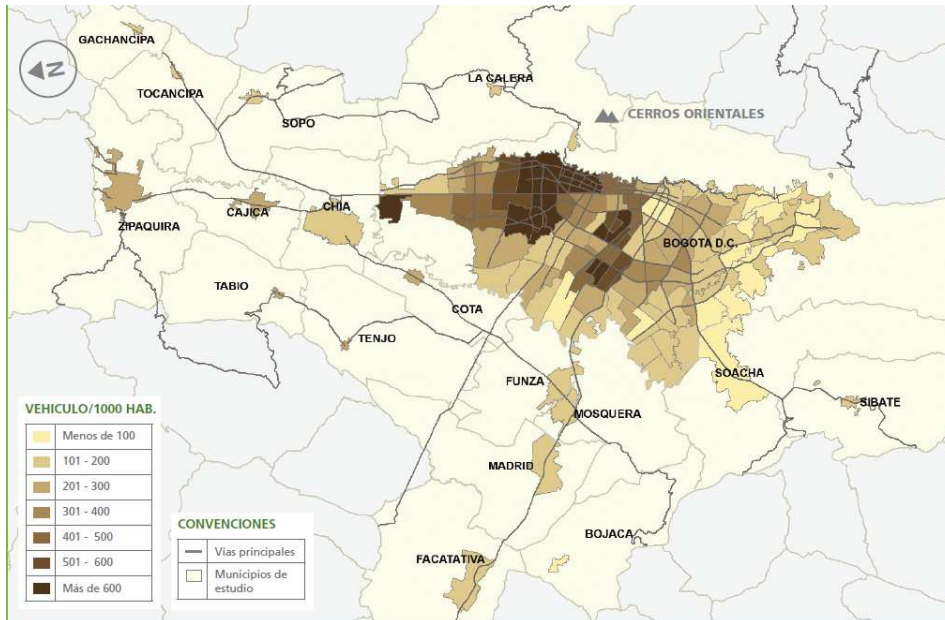 GACHANCIPA
N
TOCANCIPA
LA CALERA
SOPO
CERROS ORIENTALES
ZIPAQUIRA
CAJICA
CHIA
BOGOTA D.C.
TABIO
COTA
TENJO
SOACHA
FUNZA
SIBATE
MOSQUERA
MADRID
BOJACA
FACATATIVA
VEHICULO/1000 HAB.
Menos de 100
101 - 200
201 - 300
301 - 400
401 - 500
501 - 600
Más de 600
CONVENCIONES
Vías principales
Municipios de
estudio